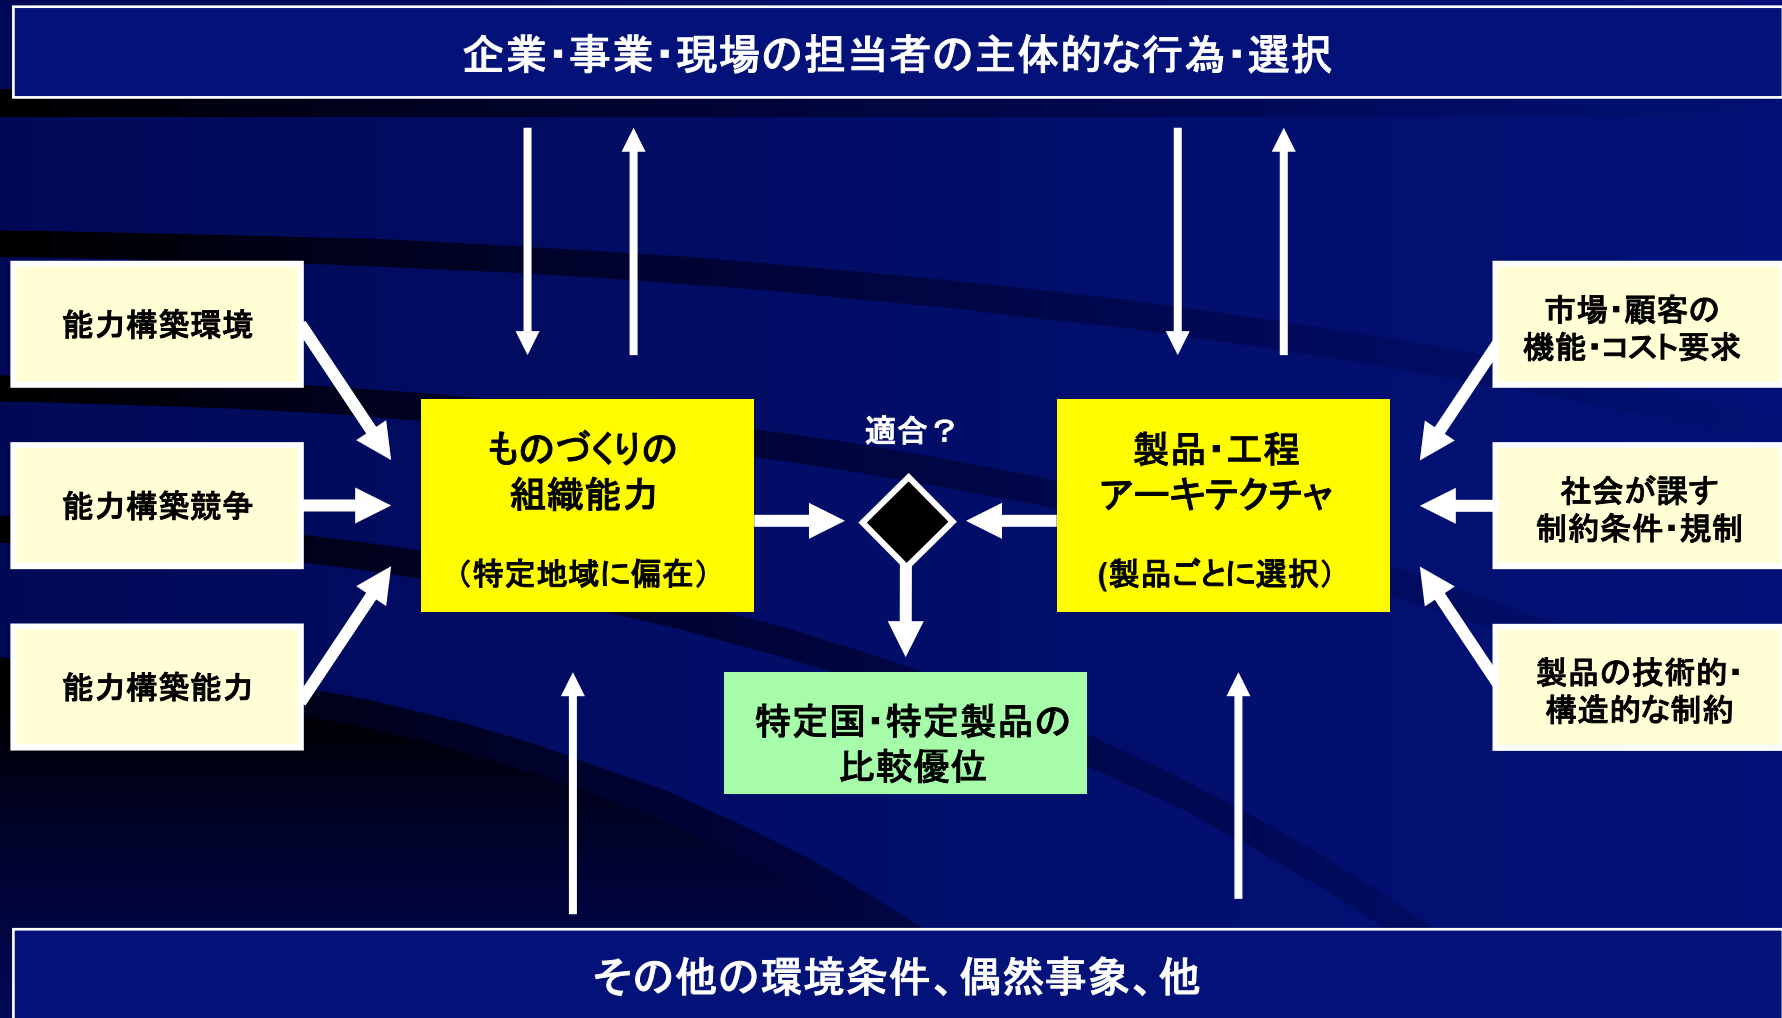 企業・事業・現場の担当者の主体的な行為・選択
能力構築環境
能力構築競争
能力構築能力
ものづくりの
組織能力
（特定地域に偏在）
適合？
製品・工程
アーキテクチャ
(製品ごとに選択）
市場・顧客の
機能・コスト要求
社会が課す
制約条件・規制
製品の技術的・
構造的な制約
特定国・特定製品の
比較優位
その他の環境条件、偶然事象、他